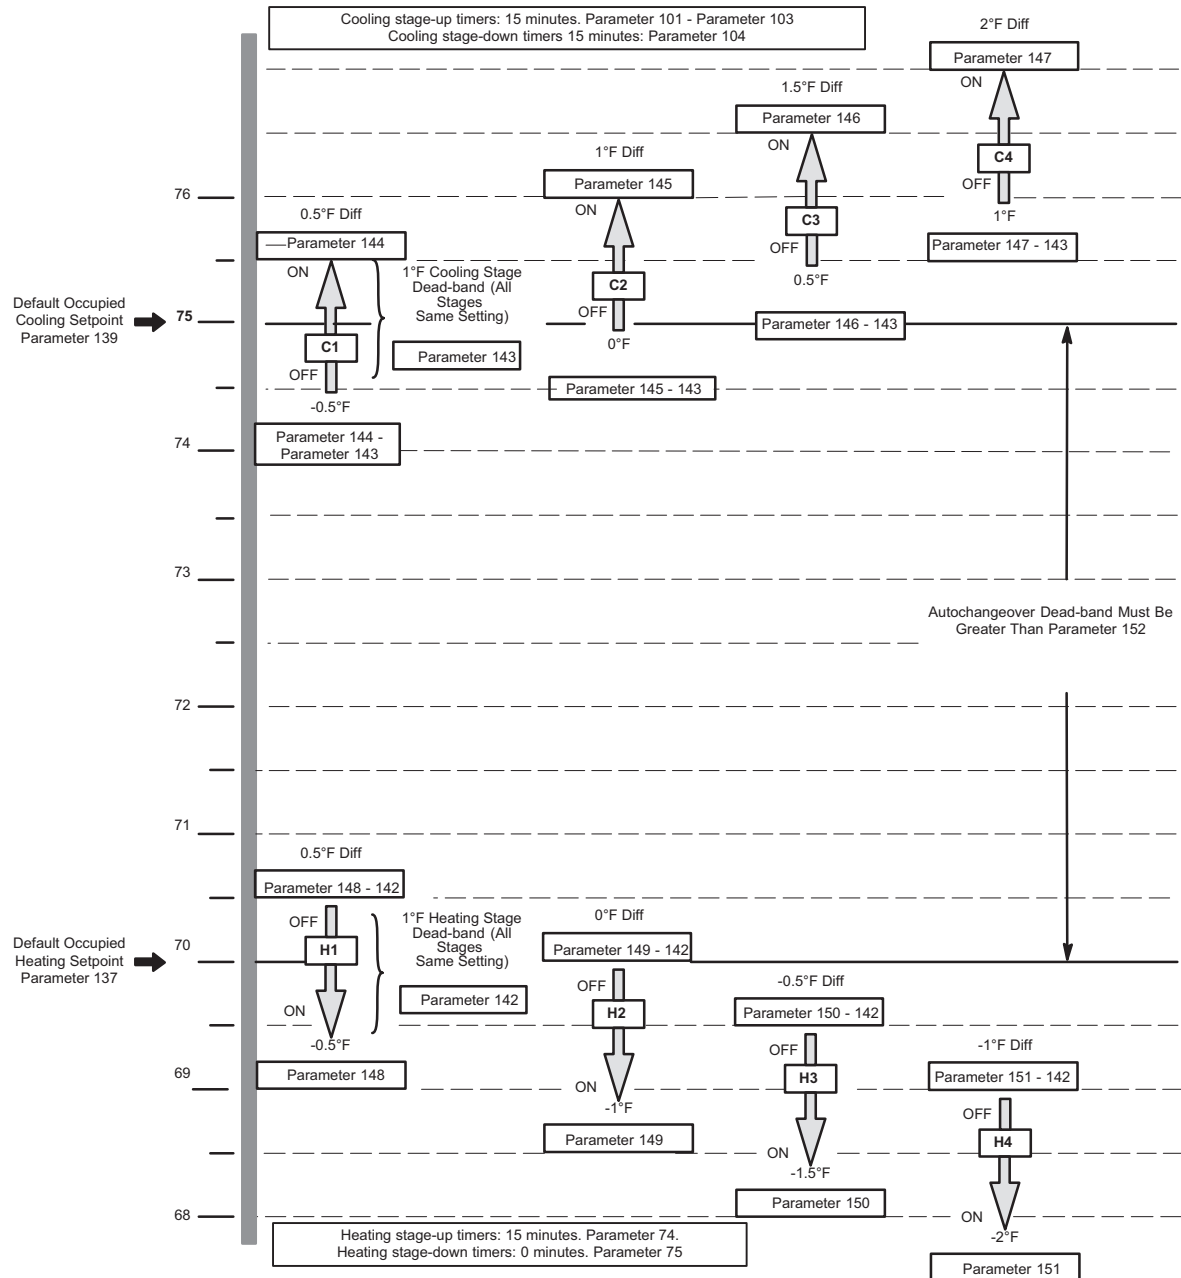 Cooling stage-up timers: 15 minutes. Parameter 101 - Parameter 103
Cooling stage-down timers 15 minutes: Parameter 104
2°F Diff
Parameter 147
ON
C4
OFF
1°F
Parameter 147 - 143
1.5°F Diff
Parameter 146
ON
C3
OFF
0.5°F
Parameter 146 - 143
1°F Diff
Parameter 145
ON
C2
OFF
0°F
Parameter 145 - 143
76
0.5°F Diff
Parameter 144
ON
C1
OFF
-0.5°F
1°F Cooling Stage
Dead-band (All
Stages
Same Setting)
Parameter 143
Default Occupied
Cooling Setpoint
Parameter 139
75
74
Parameter 144 -
Parameter 143
73
Autochangeover Dead-band Must Be
Greater Than Parameter 152
72
71
0.5°F Diff
Parameter 148 - 142
OFF
H1
ON
-0.5°F
Parameter 148
1°F Heating Stage
Dead-band (All
Stages
Same Setting)
Parameter 142
Default Occupied
Heating Setpoint
Parameter 137
70
0°F Diff
Parameter 149 - 142
OFF
H2
ON
-1°F
Parameter 149
-0.5°F Diff
Parameter 150 - 142
OFF
H3
ON
-1.5°F
Parameter 150
-1°F Diff
Parameter 151 - 142
OFF
H4
ON
-2°F
Parameter 151
69
68
Heating stage-up timers: 15 minutes. Parameter 74.
Heating stage-down timers: 0 minutes. Parameter 75